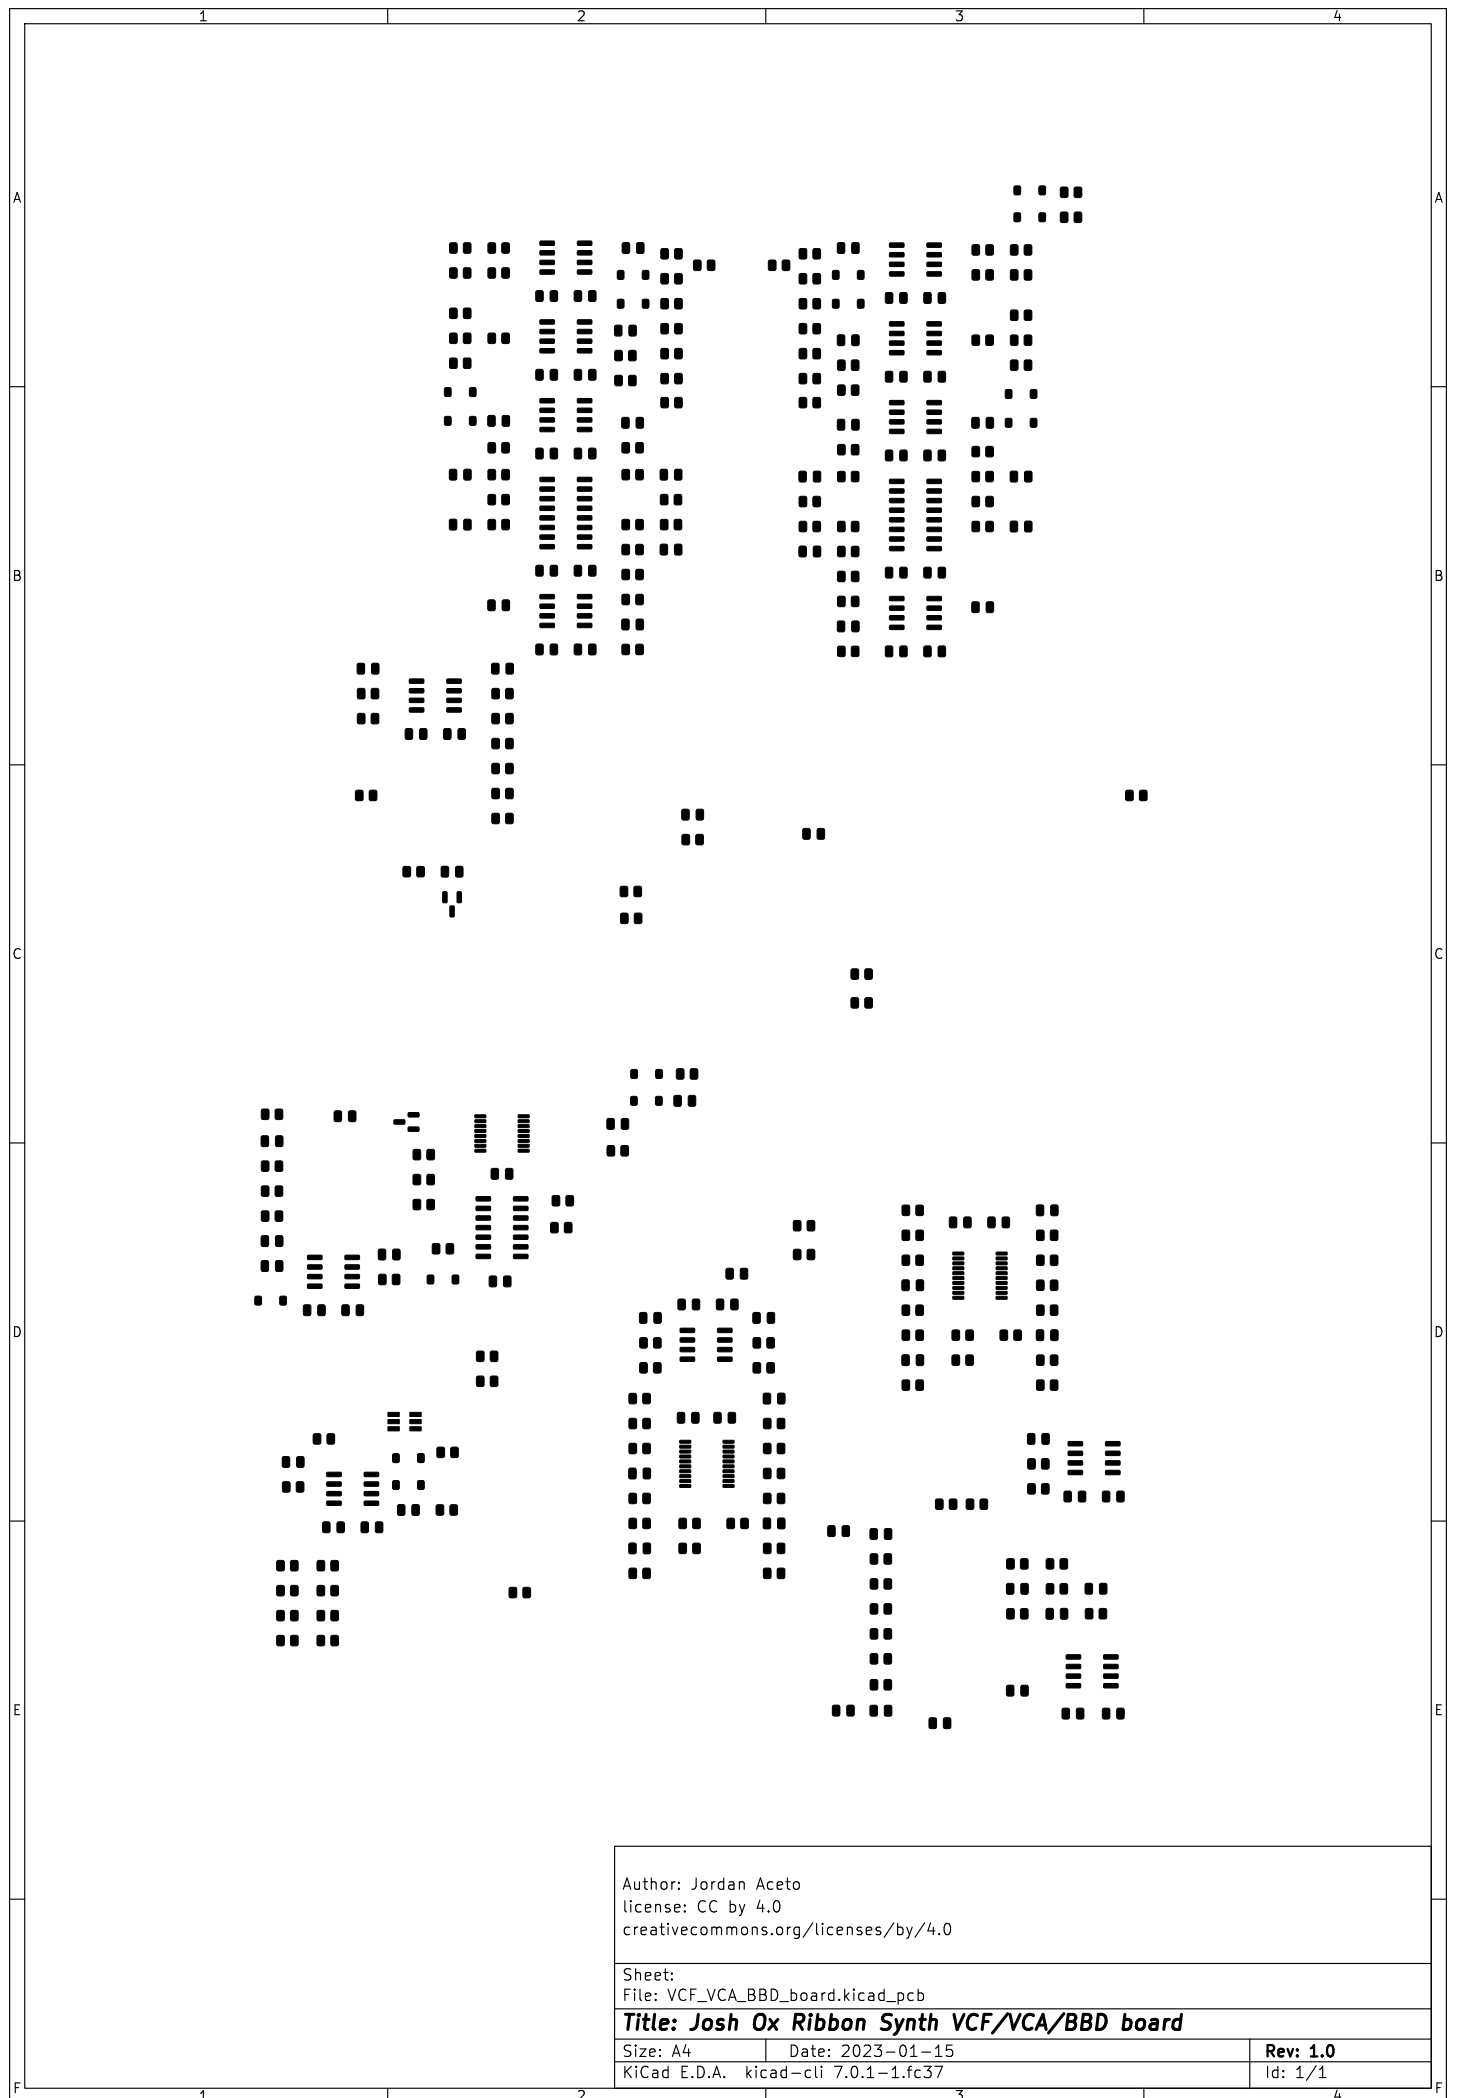 1 2 3 4
A A
B B
C C
D D
E E
Author: Jordan Aceto
license: CC by 4.0
creativecommons.org/licenses/by/4.0
Sheet:
File: VCF_VCA_BBD_board.kicad_pcb
Title: Josh Ox Ribbon Synth VCF/VCA/BBD board
Size: A4 Date: 2023-01-15 Rev: 1.0
KiCad E.D.A. kicad-cli 7.0.1-1.fc37 Id: 1/1
F F
1 2 3 4